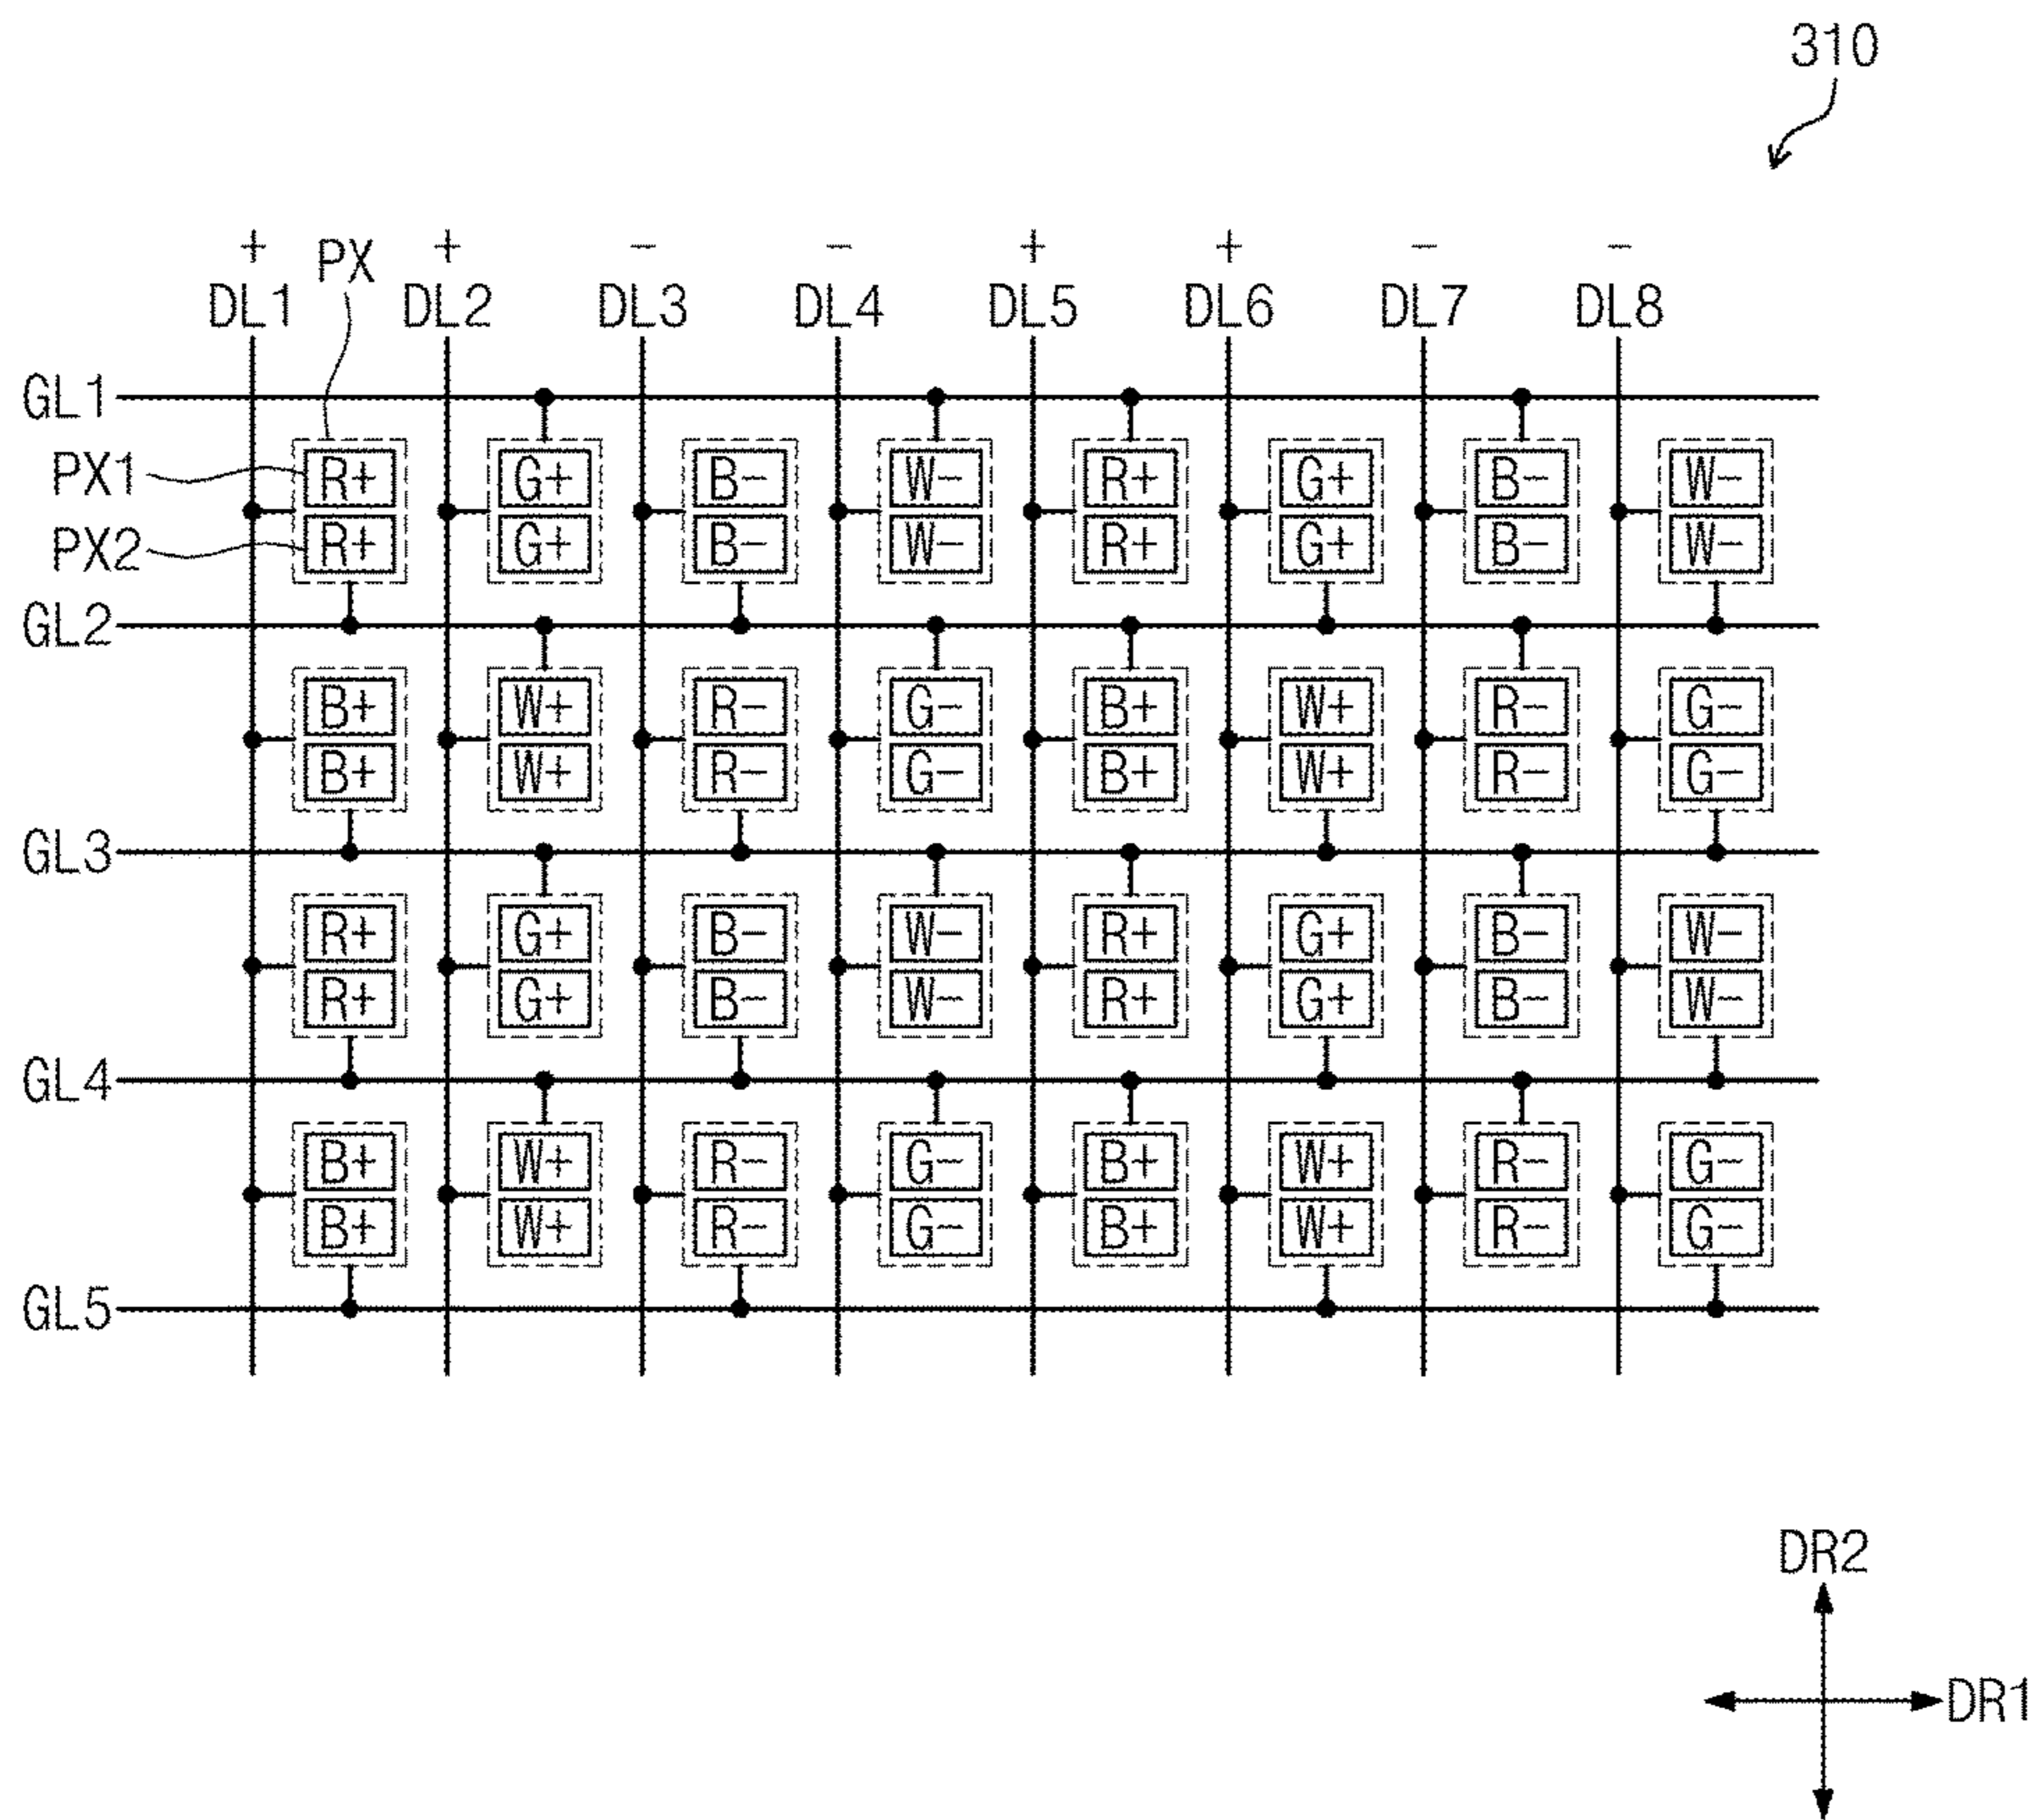 310
+ + - - + + - -
PX
DL1 DL2 DL3 DL4 DL5 DL6 DL7 DL8
GL1
PX1 R+ G+ B- W- R+ G+ B- W-
PX2 R+ G+ B- W- R+ G+ B- W-
GL2
B+ W+ R- G- B+ W+ R- G-
B+ W+ R- G- B+ W+ R- G-
GL3
R+ G+ B- W- R+ G+ B- W-
R+ G+ B- W- R+ G+ B- W-
GL4
B+ W+ R- G- B+ W+ R- G-
B+ W+ R- G- B+ W+ R- G-
GL5
DR2
DR1